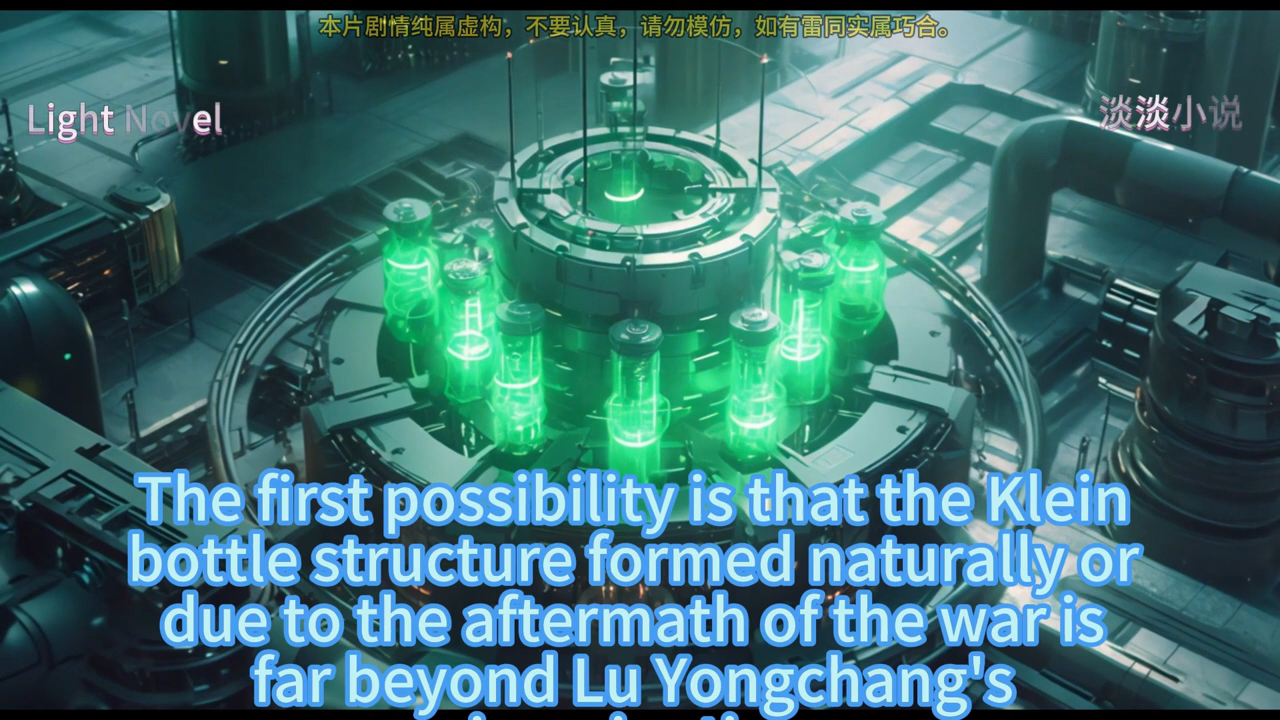 本片剧情纯属虚构，不要认真，请勿模仿，如有雷同实属巧合。
Light Novel
淡淡小说
The first possibility is that the Klein
bottle structure formed naturally or
due to the aftermath of the war is
far beyond Lu Yongchang's